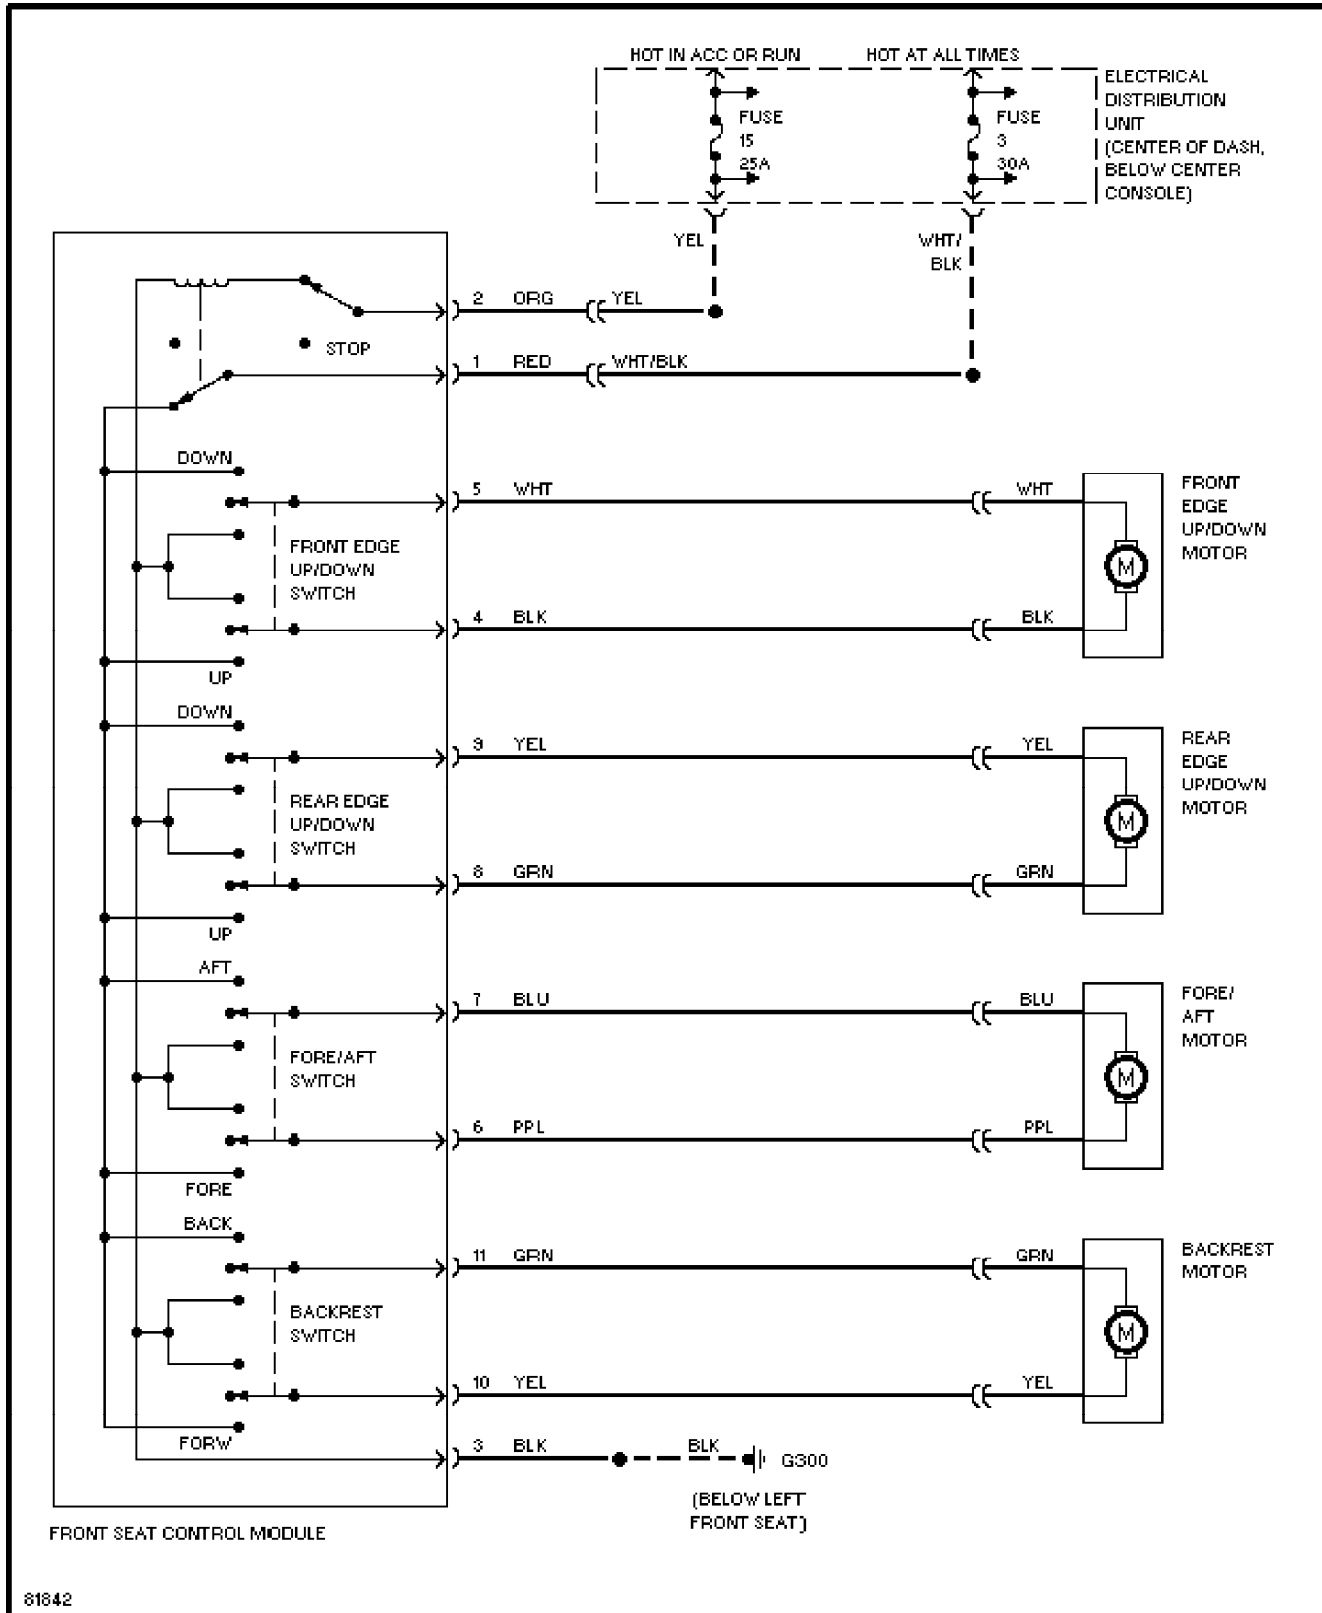 HOT IN ACC OR RUN
HOT AT ALL TIMES
FUSE
15
25A
FUSE
3
30A
ELECTRICAL
DISTRIBUTION
UNIT
(CENTER OF DASH,
BELOW CENTER
CONSOLE)
YEL
WHT/
BLK
2 ORG YEL
STOP
1 RED WHT/BLK
DOWN
5 WHT WHT
FRONT EDGE
UP/DOWN
SWITCH
4 BLK BLK
UP
FRONT
EDGE
UP/DOWN
MOTOR
M
DOWN
9 YEL YEL
REAR EDGE
UP/DOWN
SWITCH
8 GRN GRN
UP
REAR
EDGE
UP/DOWN
MOTOR
M
AFT
7 BLU BLU
FORE/AFT
SWITCH
6 PPL PPL
FORE
FORE/
AFT
MOTOR
M
BACK
11 GRN GRN
BACKREST
SWITCH
10 YEL YEL
FORW
BACKREST
MOTOR
M
3 BLK BLK G300
(BELOW LEFT
FRONT SEAT)
FRONT SEAT CONTROL MODULE
81842